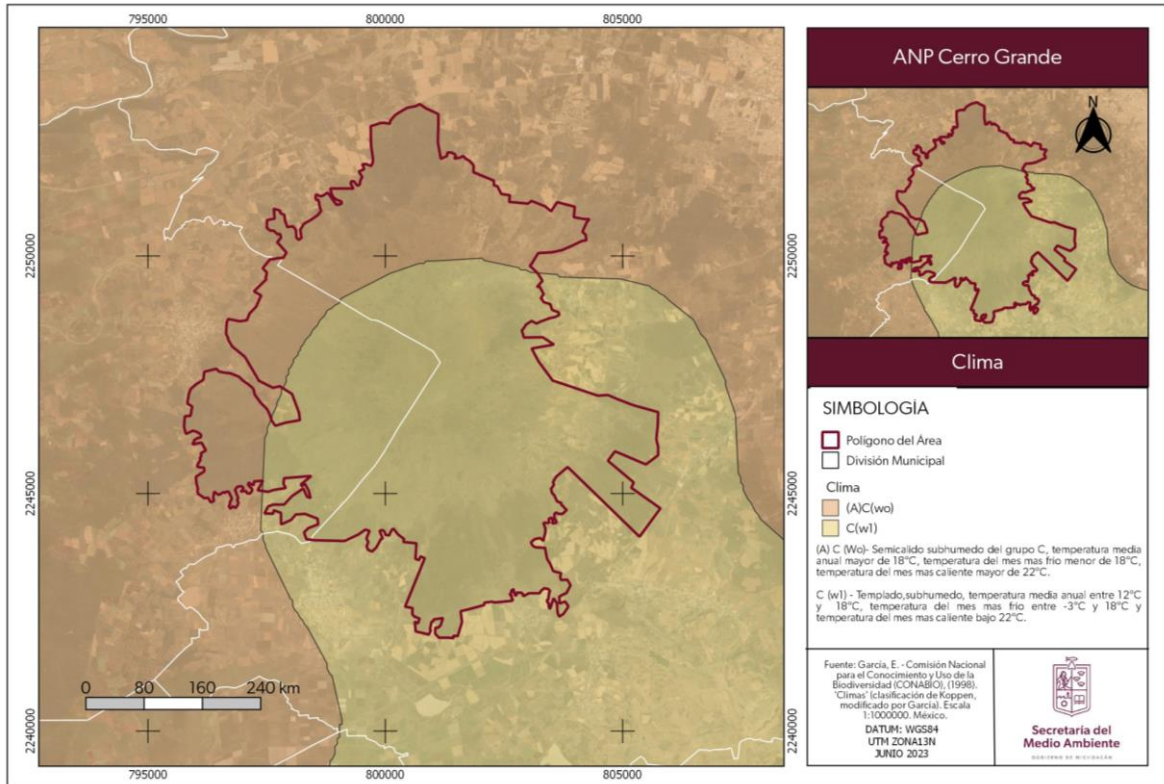 795000
800000
805000
2250000
2245000
2240000
2250000
2245000
2240000
0 80 160 240 km
795000
800000
805000
ANP Cerro Grande
N
Clima
SIMBOLOGÍA
Polígono del Área
División Municipal
Clima
(A)C(wo)
C(w1)
(A) C (Wo)- Semicalido subhumedo del grupo C, temperatura media
anual mayor de 18°C, temperatura del mes mas frío menor de 18°C,
temperatura del mes mas caliente mayor de 22°C.
C (w1) - Templado,subhumedo, temperatura media anual entre 12°C
y 18°C, temperatura del mes mas frio entre -3°C y 18°C y
temperatura del mes mas caliente bajo 22°C.
Fuente: García, E. - Comisión Nacional
para el Conocimiento y Uso de la
Biodiversidad (CONABIO), (1998).
"Climas" (clasificación de Koppen,
modificado por García). Escala
1:1000000. México.
DATUM: WGS84
UTM ZONA13N
JUNIO 2023
Secretaría del
Medio Ambiente
GOBIERNO DE MICHOACÁN